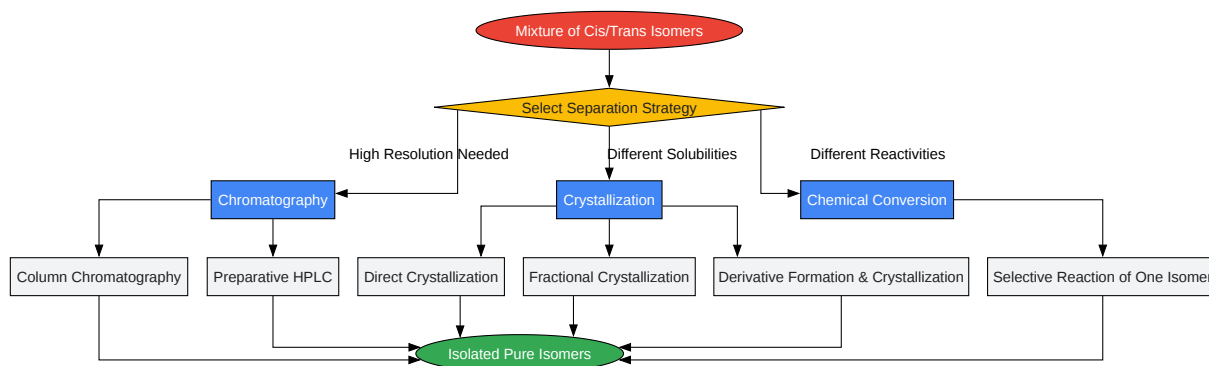 Mixture of Cis/Trans Isomers
Select Separation Strategy
High Resolution Needed
Different Solubilities
Different Reactivities
Chromatography
Crystallization
Chemical Conversion
Column Chromatography
Preparative HPLC
Direct Crystallization
Fractional Crystallization
Derivative Formation & Crystallization
Selective Reaction of One Isomer
Isolated Pure Isomers